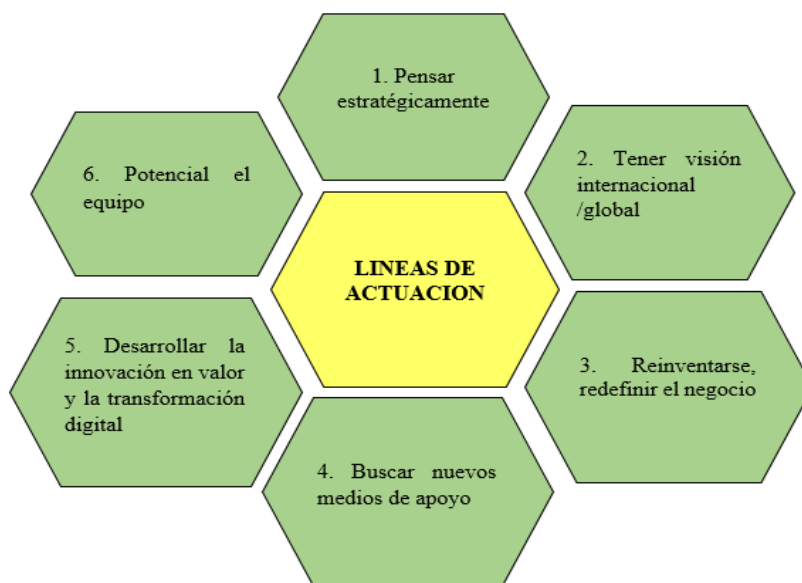 1. Pensar
estratégicamente
2. Tener visión
internacional
/global
3. Reinventarse,
redefinir el negocio
4. Buscar nuevos
medios de apoyo
5. Desarrollar la
innovación en valor
y la transformación
digital
6. Potencial el
equipo
LINEAS DE
ACTUACION